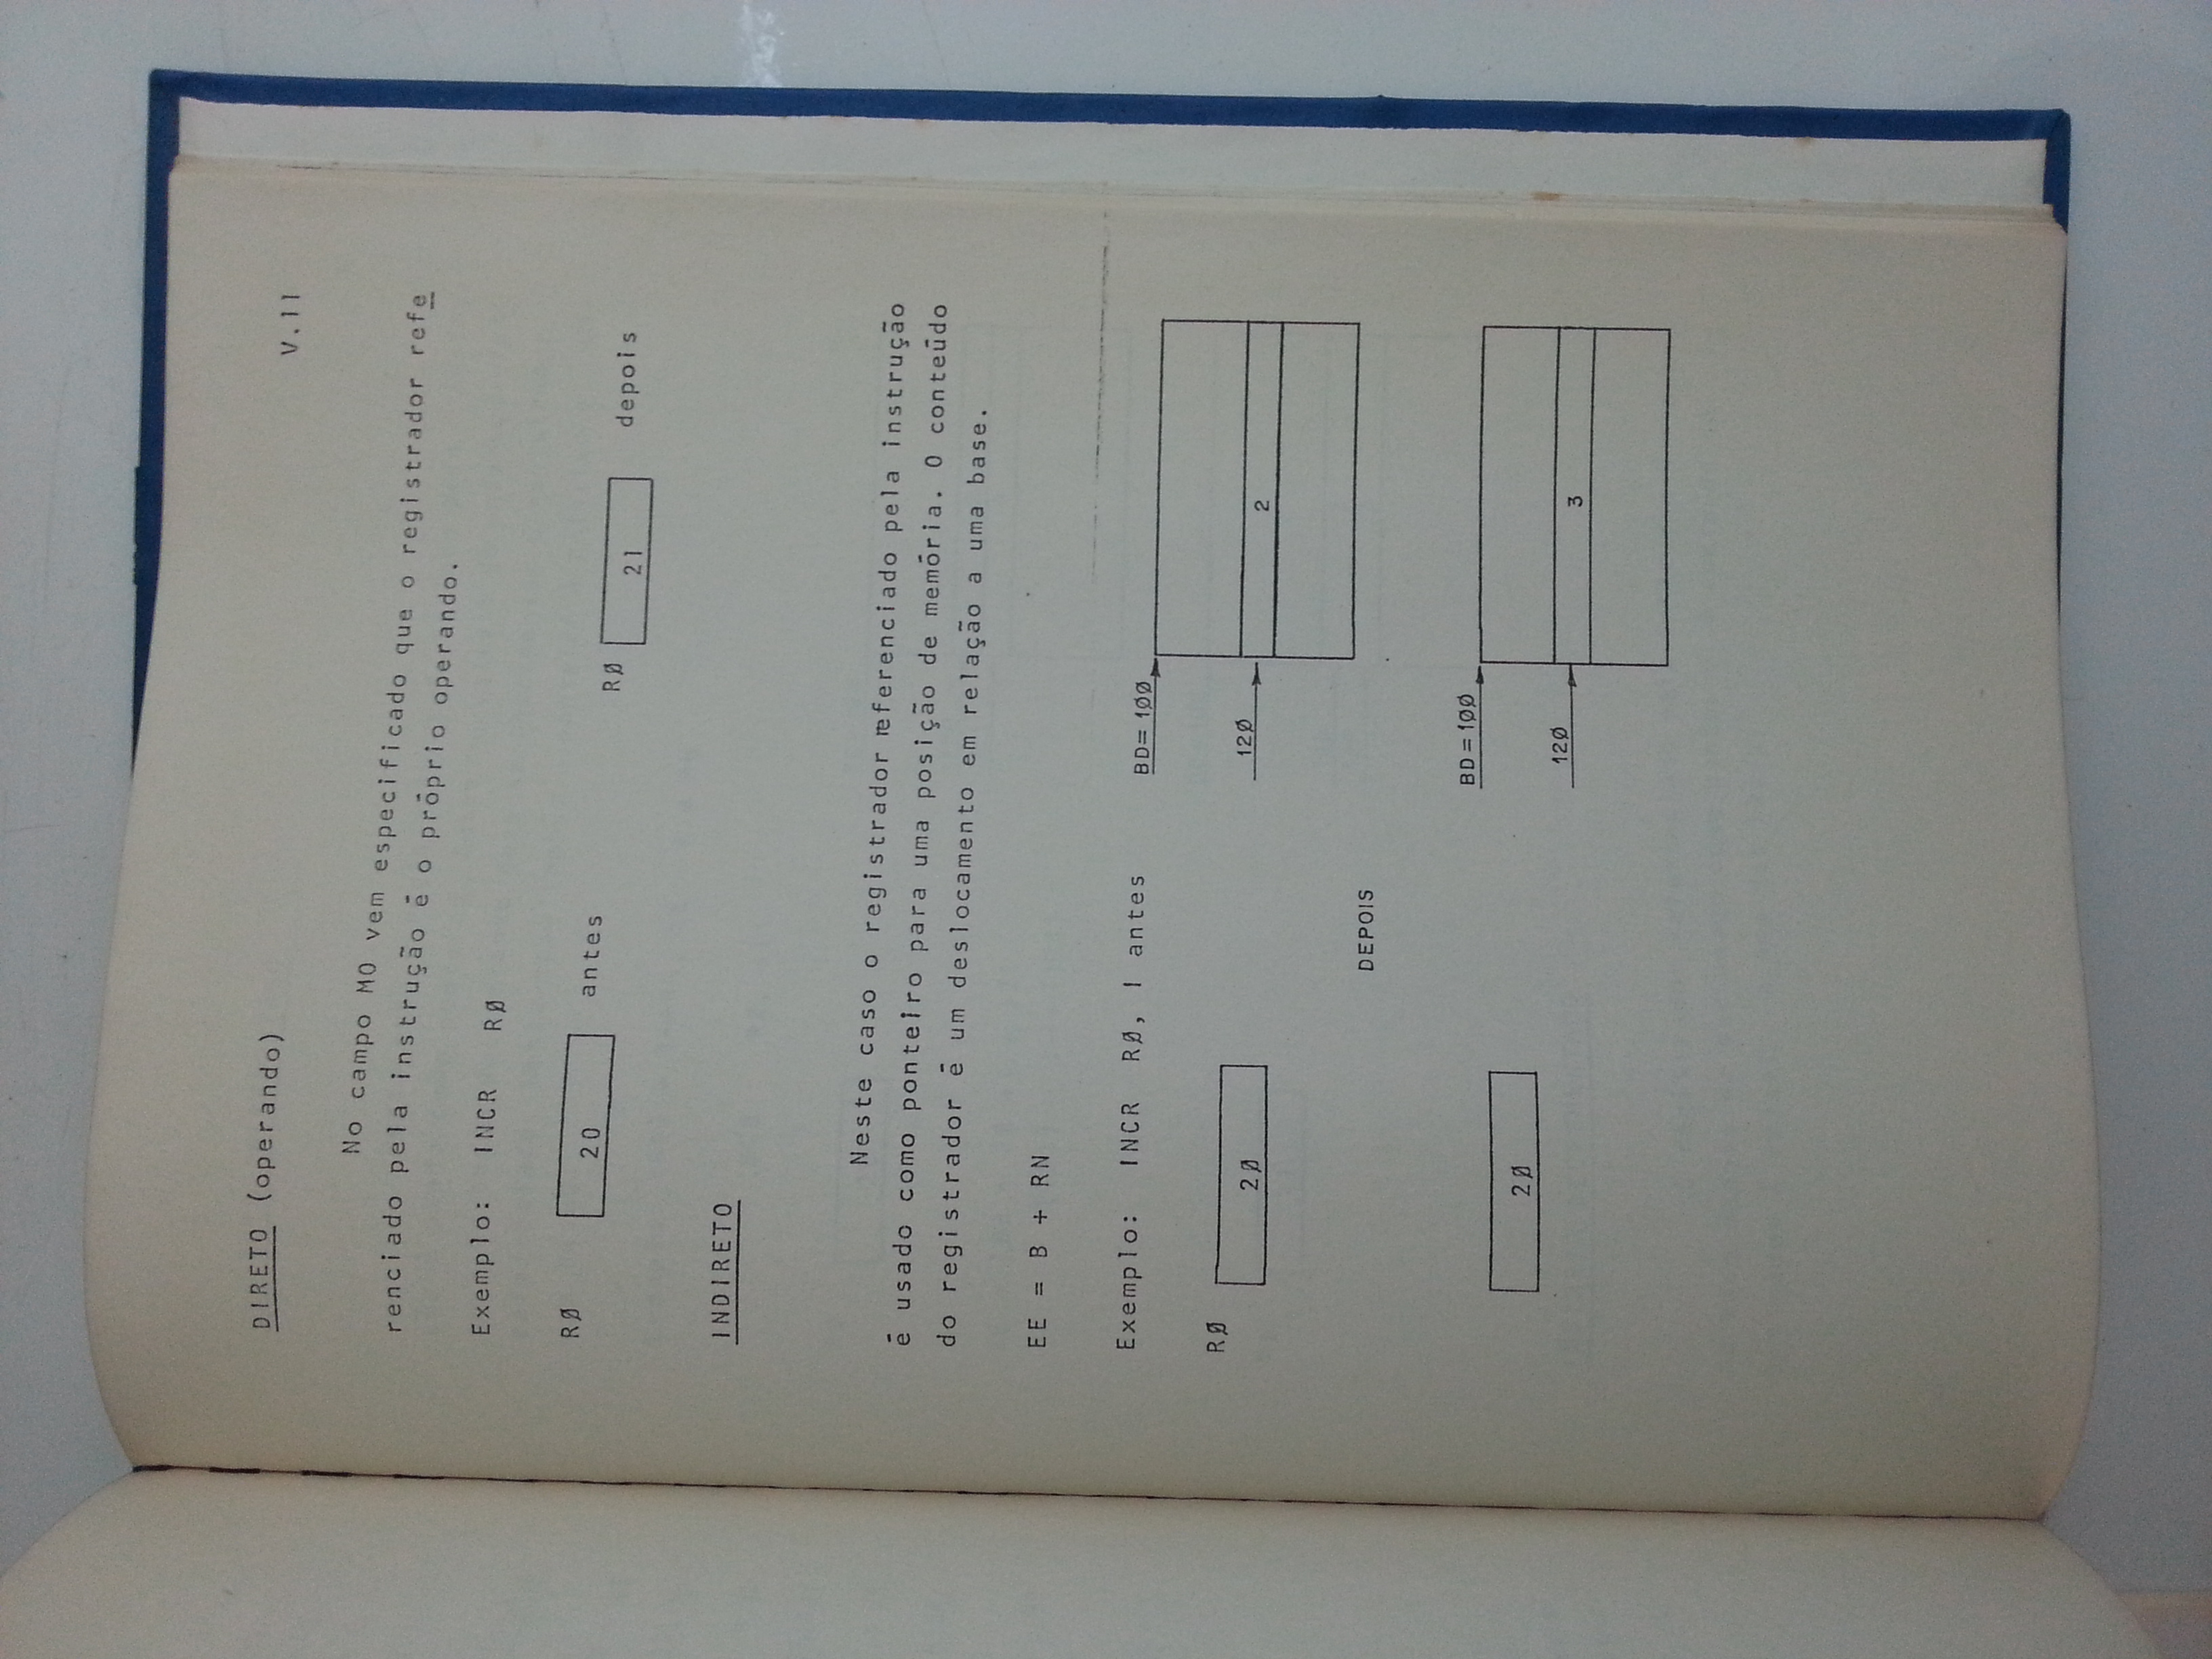 V.11
DIRETO (operando)
No campo MO vem especificado que o registrador refe
renciado pela instrução é o próprio operando.
Exemplo: INCR RØ
RØ 20 antes RØ 21 depois
INDIRETO
Neste caso o registrador referenciado pela instrução
é usado como ponteiro para uma posição de memória. O conteúdo
do registrador é um deslocamento em relação a uma base.
EE = B + RN
Exemplo: INCR RØ, I antes
BD=1ØØ
RØ 2Ø 12Ø 2
DEPOIS
BD=1ØØ
2Ø 12Ø 3